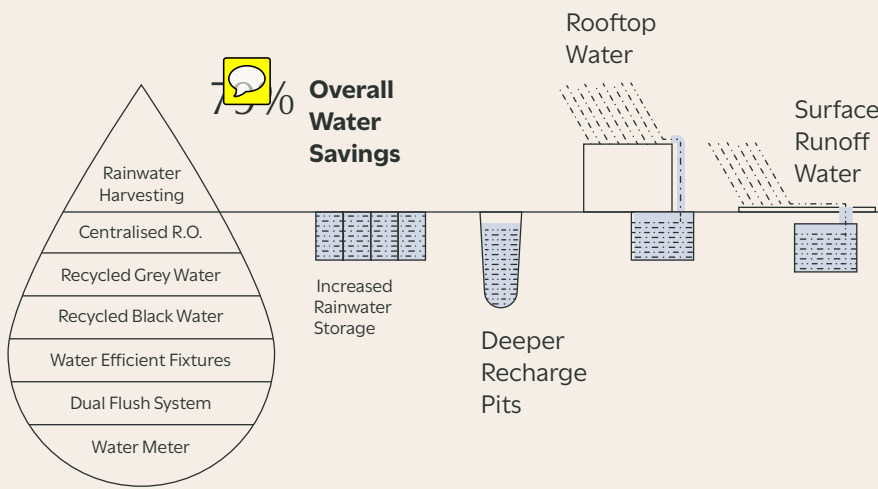 Rooftop
Water
Overall
Water
Savings
Surface
Runoff
Water
Rainwater
Harvesting
Centralised R.O.
Recycled Grey Water
Recycled Black Water
Water Efficient Fixtures
Dual Flush System
Water Meter
Increased
Rainwater
Storage
Deeper
Recharge
Pits